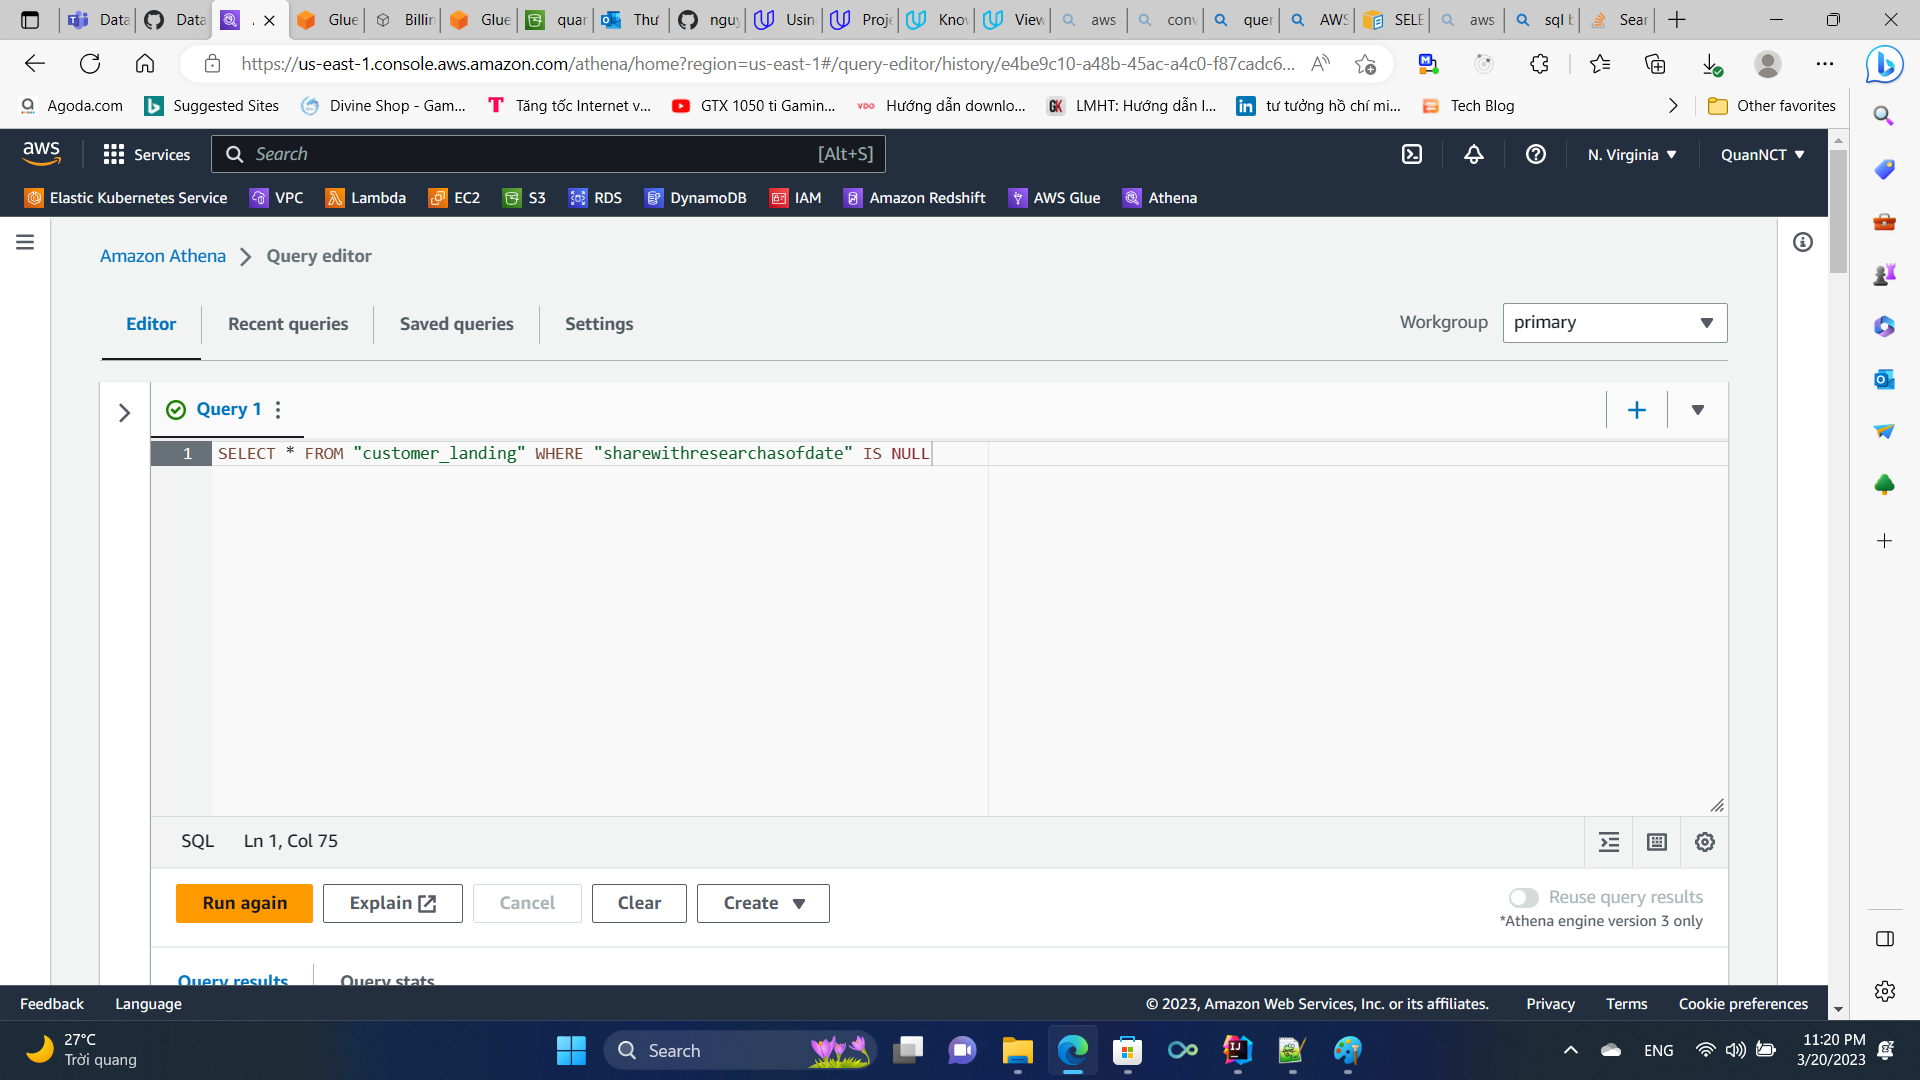 Data
Data
Glue
Billin
Glue
quan
Thư
nguy
Usin
Proje
Know
View
aws
conv
quer
AWS
SELE
aws
sql b
Sear
https://us-east-1.console.aws.amazon.com/athena/home?region=us-east-1#/query-editor/history/e4be9c10-a48b-45ac-a4c0-f87cadc6...
Agoda.com Suggested Sites Divine Shop - Gam... Tăng tốc Internet v... GTX 1050 ti Gamin... Hướng dẫn downlo... LMHT: Hướng dẫn l... tư tưởng hồ chí mi... Tech Blog Other favorites
aws Services Search [Alt+S] N. Virginia QuanNCT
Elastic Kubernetes Service VPC Lambda EC2 S3 RDS DynamoDB IAM Amazon Redshift AWS Glue Athena
Amazon Athena Query editor
Editor Recent queries Saved queries Settings Workgroup primary
Query 1
1 SELECT * FROM "customer_landing" WHERE "sharewithresearchasofdate" IS NULL
SQL Ln 1, Col 75
Run again Explain Cancel Clear Create Reuse query results
*Athena engine version 3 only
Query results Query stats
Feedback Language © 2023, Amazon Web Services, Inc. or its affiliates. Privacy Terms Cookie preferences
27°C
Trời quang
Search
ENG
11:20 PM
3/20/2023